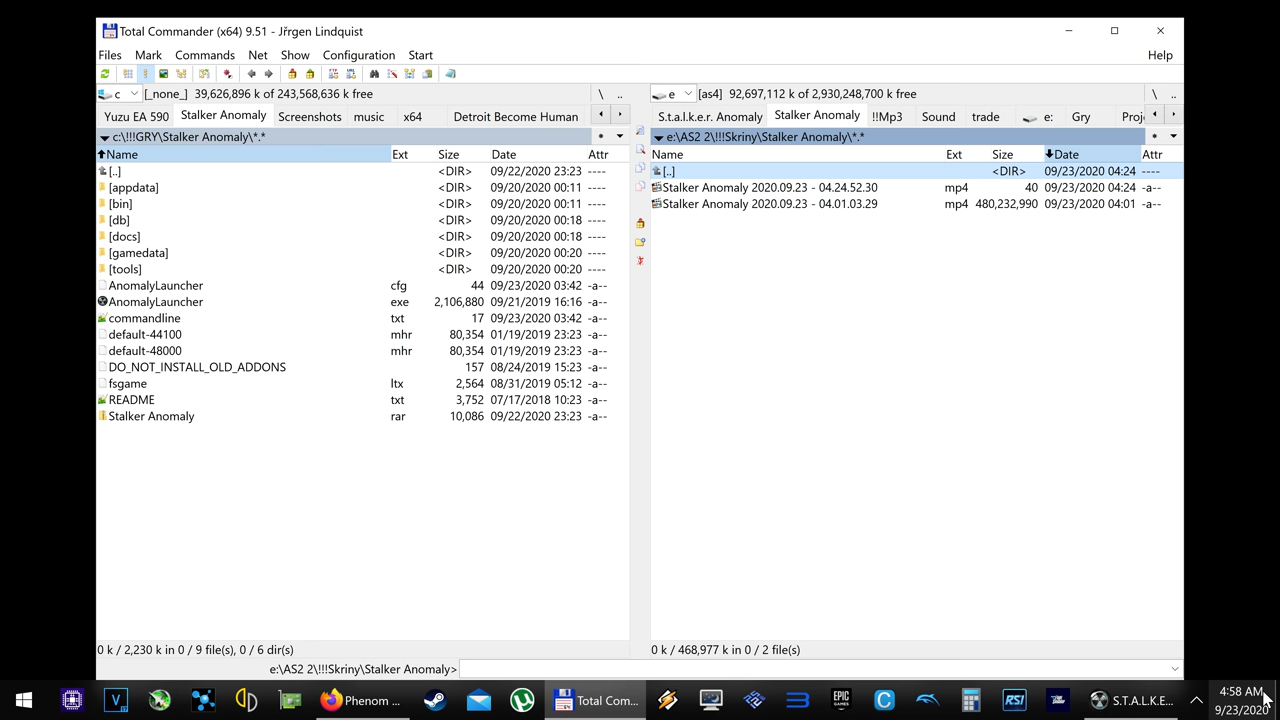 Total Commander (x64) 9.51 - Jřrgen Lindquist
Files Mark Commands Net Show Configuration Start Help
c [_none_] 39,626,896 k of 243,568,636 k free \ ..
Yuzu EA 590 Stalker Anomaly Screenshots music x64 Detroit Become Human
c:\!!!GRY\Stalker Anomaly\*.* *
Name Ext Size Date Attr
[..] <DIR> 09/22/2020 23:23 ----
[appdata] <DIR> 09/20/2020 00:11 ----
[bin] <DIR> 09/20/2020 00:11 ----
[db] <DIR> 09/20/2020 00:18 ----
[docs] <DIR> 09/20/2020 00:18 ----
[gamedata] <DIR> 09/20/2020 00:20 ----
[tools] <DIR> 09/20/2020 00:20 ----
AnomalyLauncher cfg 44 09/23/2020 03:42 -a--
AnomalyLauncher exe 2,106,880 09/21/2019 16:16 -a--
commandline txt 17 09/23/2020 03:42 -a--
default-44100 mhr 80,354 01/19/2019 23:23 -a--
default-48000 mhr 80,354 01/19/2019 23:23 -a--
DO_NOT_INSTALL_OLD_ADDONS 157 08/24/2019 15:23 -a--
fsgame ltx 2,564 08/31/2019 05:12 -a--
README txt 3,752 07/17/2018 10:23 -a--
Stalker Anomaly rar 10,086 09/22/2020 23:23 -a--
0 k / 2,230 k in 0 / 9 file(s), 0 / 6 dir(s)
e [as4] 92,697,112 k of 2,930,248,700 k free \ ..
S.t.a.l.k.e.r. Anomaly Stalker Anomaly !!Mp3 Sound trade e: Gry Proj
e:\AS2 2\!!!Skriny\Stalker Anomaly\*.* *
Name Ext Size Date Attr
[..] <DIR> 09/23/2020 04:24 ----
Stalker Anomaly 2020.09.23 - 04.24.52.30 mp4 40 09/23/2020 04:24 -a--
Stalker Anomaly 2020.09.23 - 04.01.03.29 mp4 480,232,990 09/23/2020 04:01 -a--
0 k / 468,977 k in 0 / 2 file(s)
e:\AS2 2\!!!Skriny\Stalker Anomaly>
Phenom ... Total Com... EPIC GAMES RSI S.T.A.L.K.E... 4:58 AM
9/23/2020